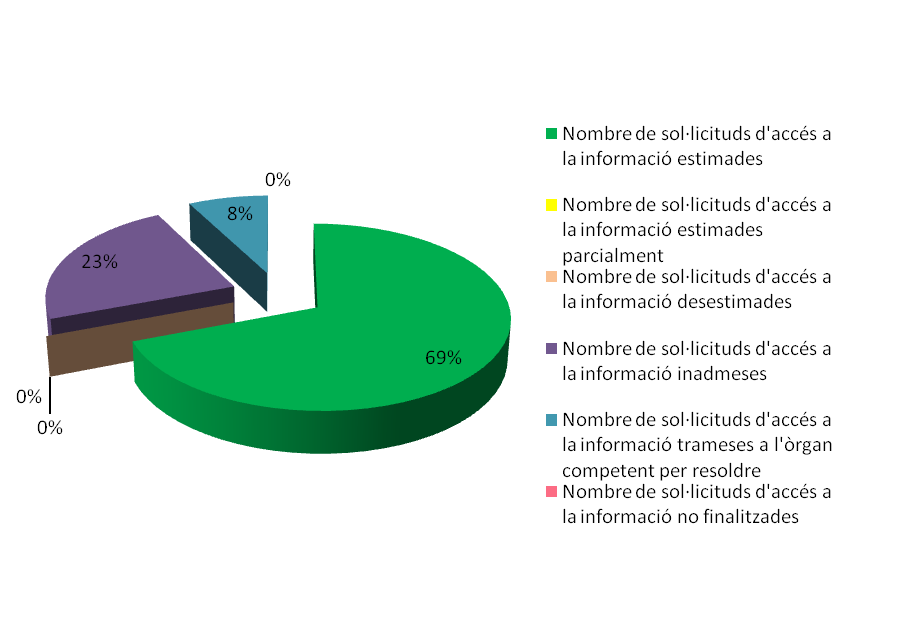 0%
8%
23%
69%
0%
0%
Nombre de sol·licituds d'accés a
la informació estimades
Nombre de sol·licituds d'accés a
la informació estimades
parcialment
Nombre de sol·licituds d'accés a
la informació desestimades
Nombre de sol·licituds d'accés a
la informació inadmeses
Nombre de sol·licituds d'accés a
la informació trameses a l'òrgan
competent per resoldre
Nombre de sol·licituds d'accés a
la informació no finalitzades